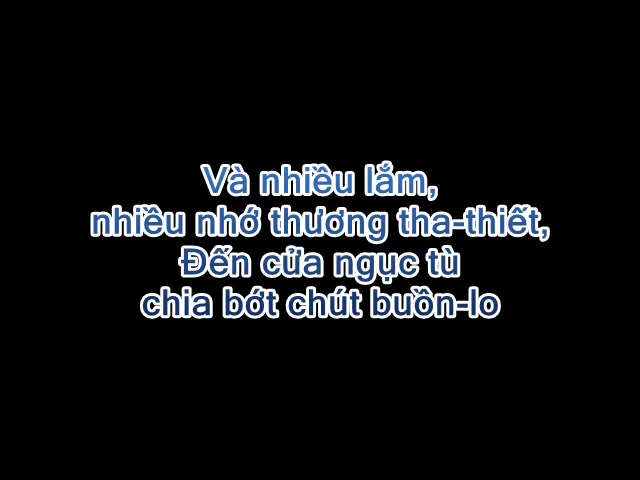 Và nhiều lắm,
nhiều nhớ thương tha-thiết,
Đến cửa ngục tù
chia bớt chút buồn-lo